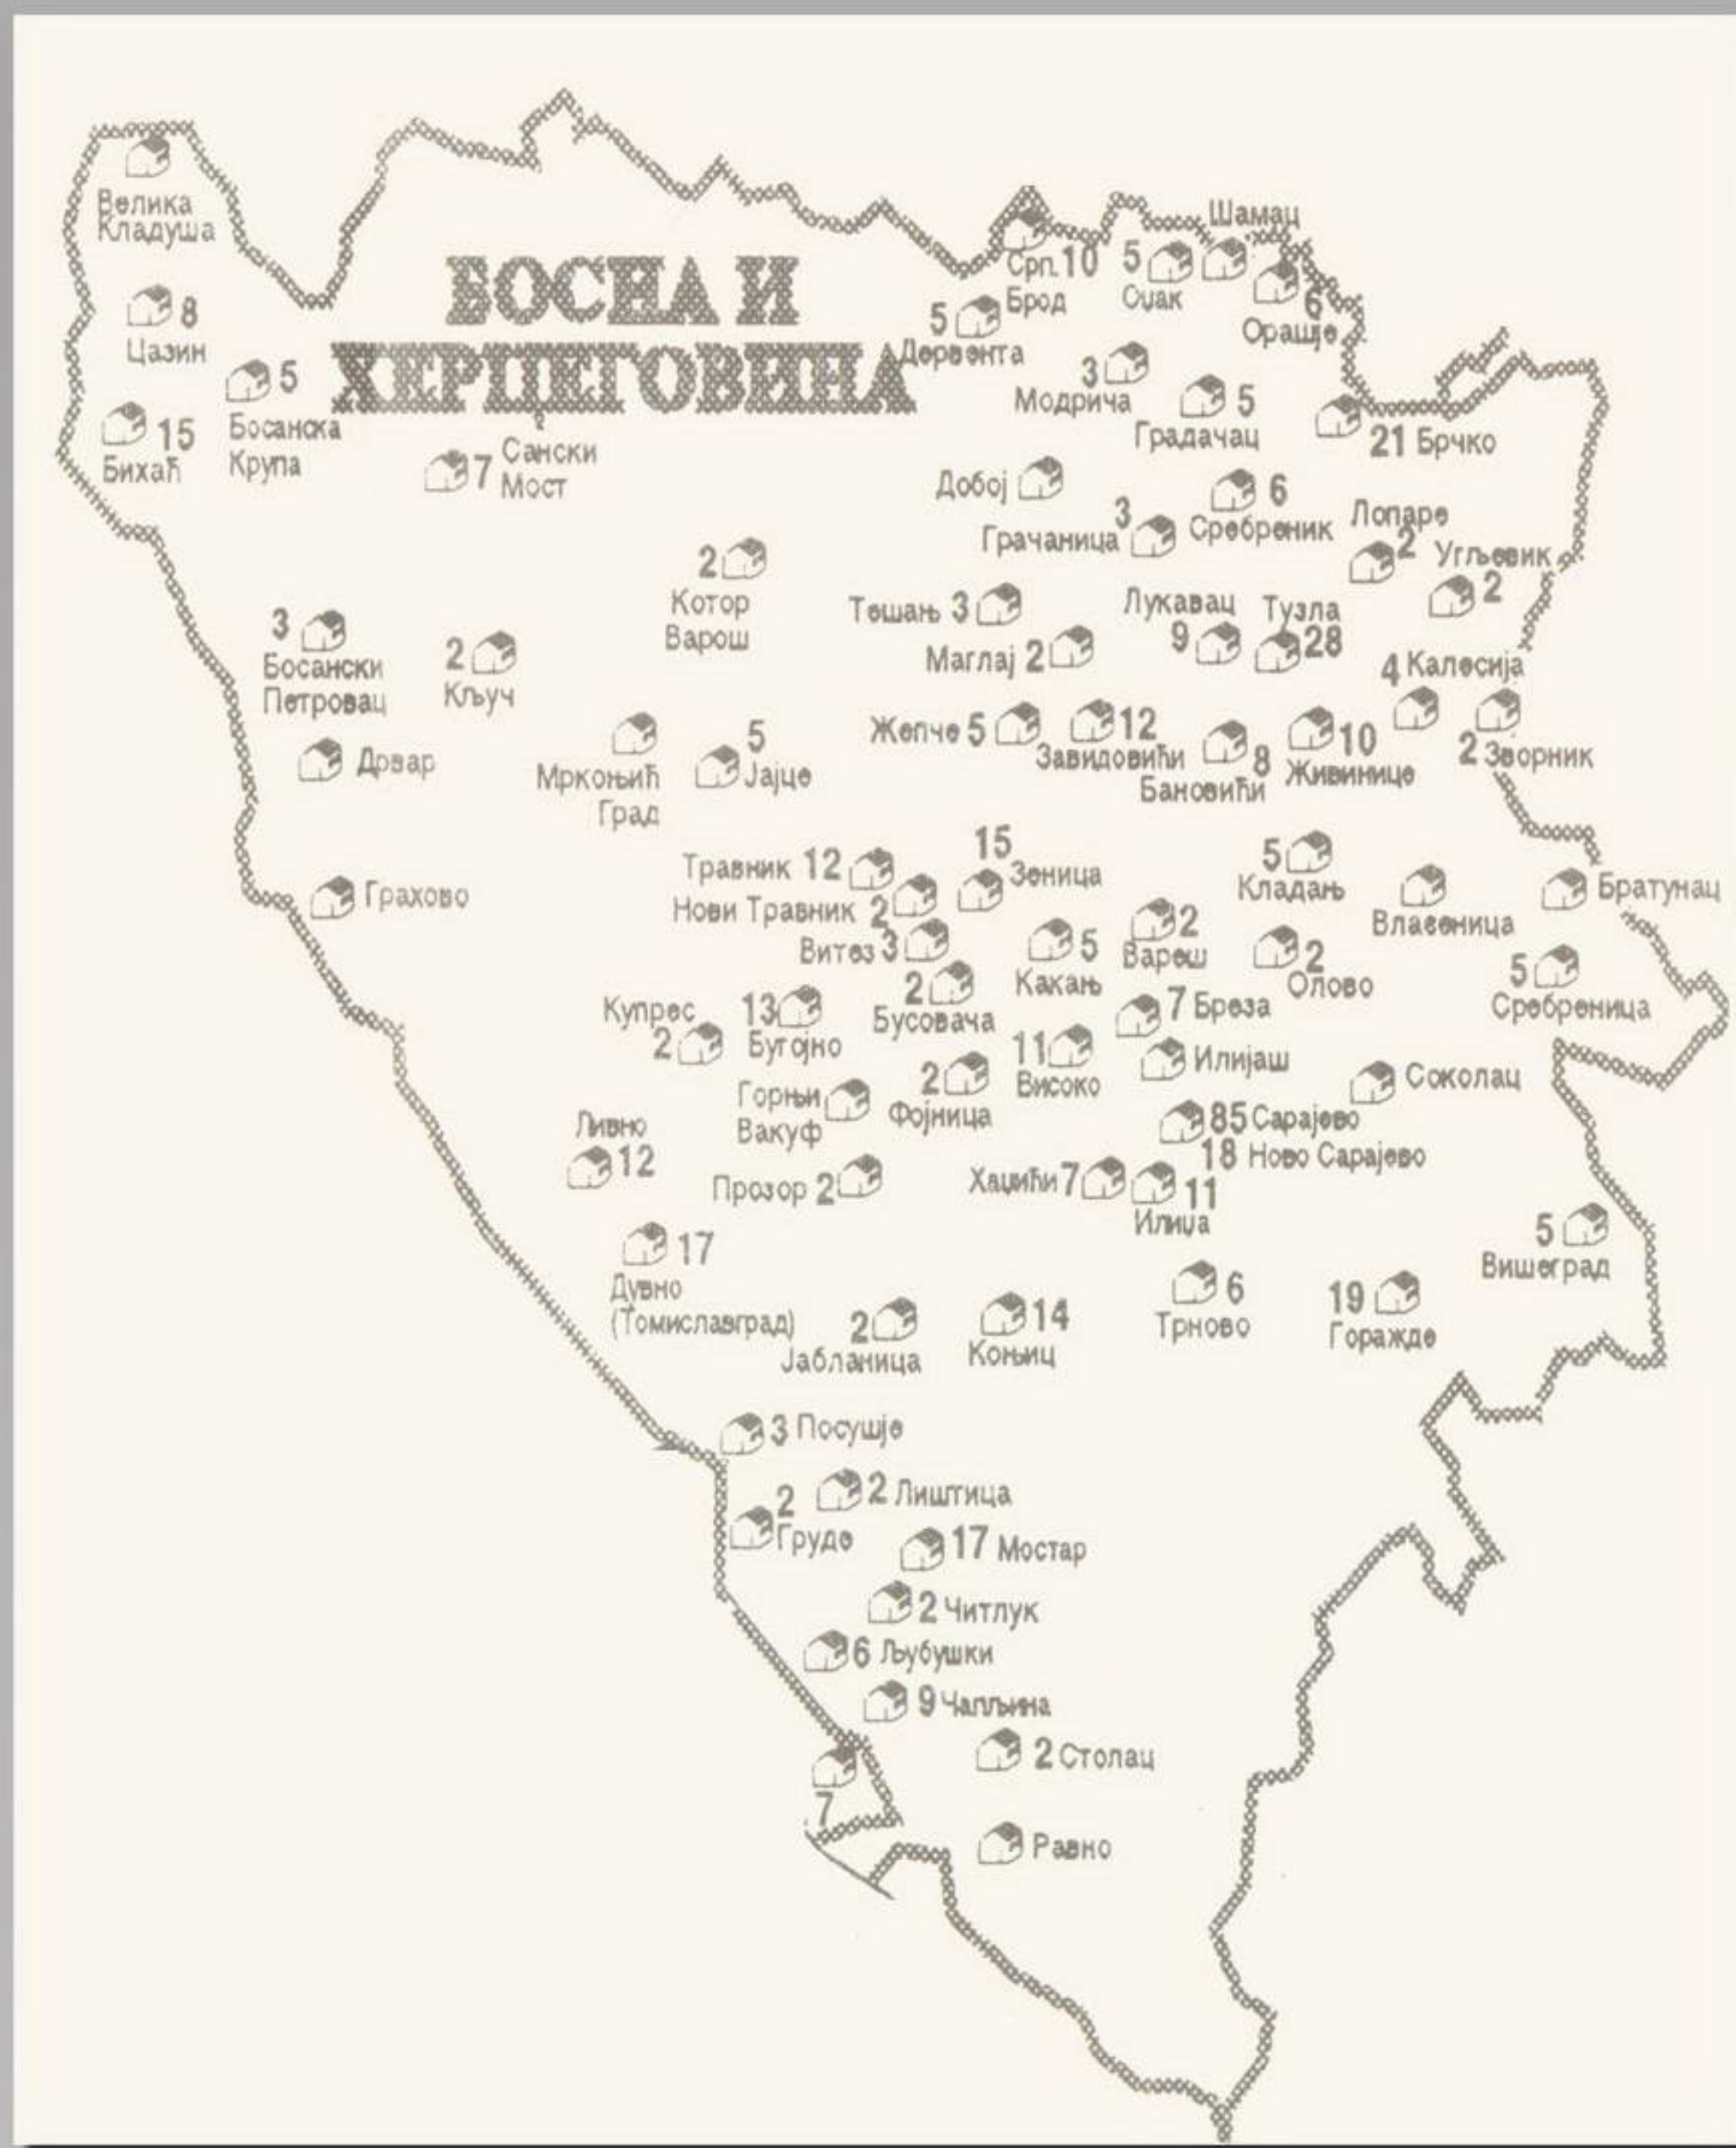 БОСНА И
ХЕРЦЕГОВИНА
Велика
Кладуша
8
Цазин
5
Босанска
Крупа
15
Бихаћ
7 Сански
Мост
Шамац
Срп. 10
Брод
5
Оџак
6
Орашје
5
Дервента
3
Модрича
5
Градачац
21 Брчко
Добој
3
Грачаница
6
Сребреник
Лопаре
2
Угљевик
2
2
Котор
Варош
Тешањ 3
Маглај 2
Лукавац
9
Тузла
28
4 Калесија
3
Босански
Петровац
2
Кључ
Дрвар
Мркоњић
Град
5
Јајце
Жепче 5
12
Завидовићи
8
Бановићи
10
Живинице
2 Зворник
Грахово
Травник 12
Нови Травник 2
Витез 3
15
Зеница
5
Кладањ
Власеница
Братунац
5
Какањ
2
Вареш
2
Олово
5
Сребреница
Купрес
2
13
Бугојно
2
Бусовача
7 Бреза
11
Високо
Илијаш
Соколац
Горњи
Вакуф
2
Фојница
85 Сарајево
18 Ново Сарајево
Ливно
12
Прозор 2
Хаџићи 7
11
Илиџа
5
Вишеград
17
Дувно
(Томиславград)
2
Јабланица
14
Коњиц
6
Трново
19
Горажде
3 Посушје
2 Лиштица
2
Груде
17 Мостар
2 Читлук
6 Љубушки
9 Чапљина
2 Столац
7
Равно